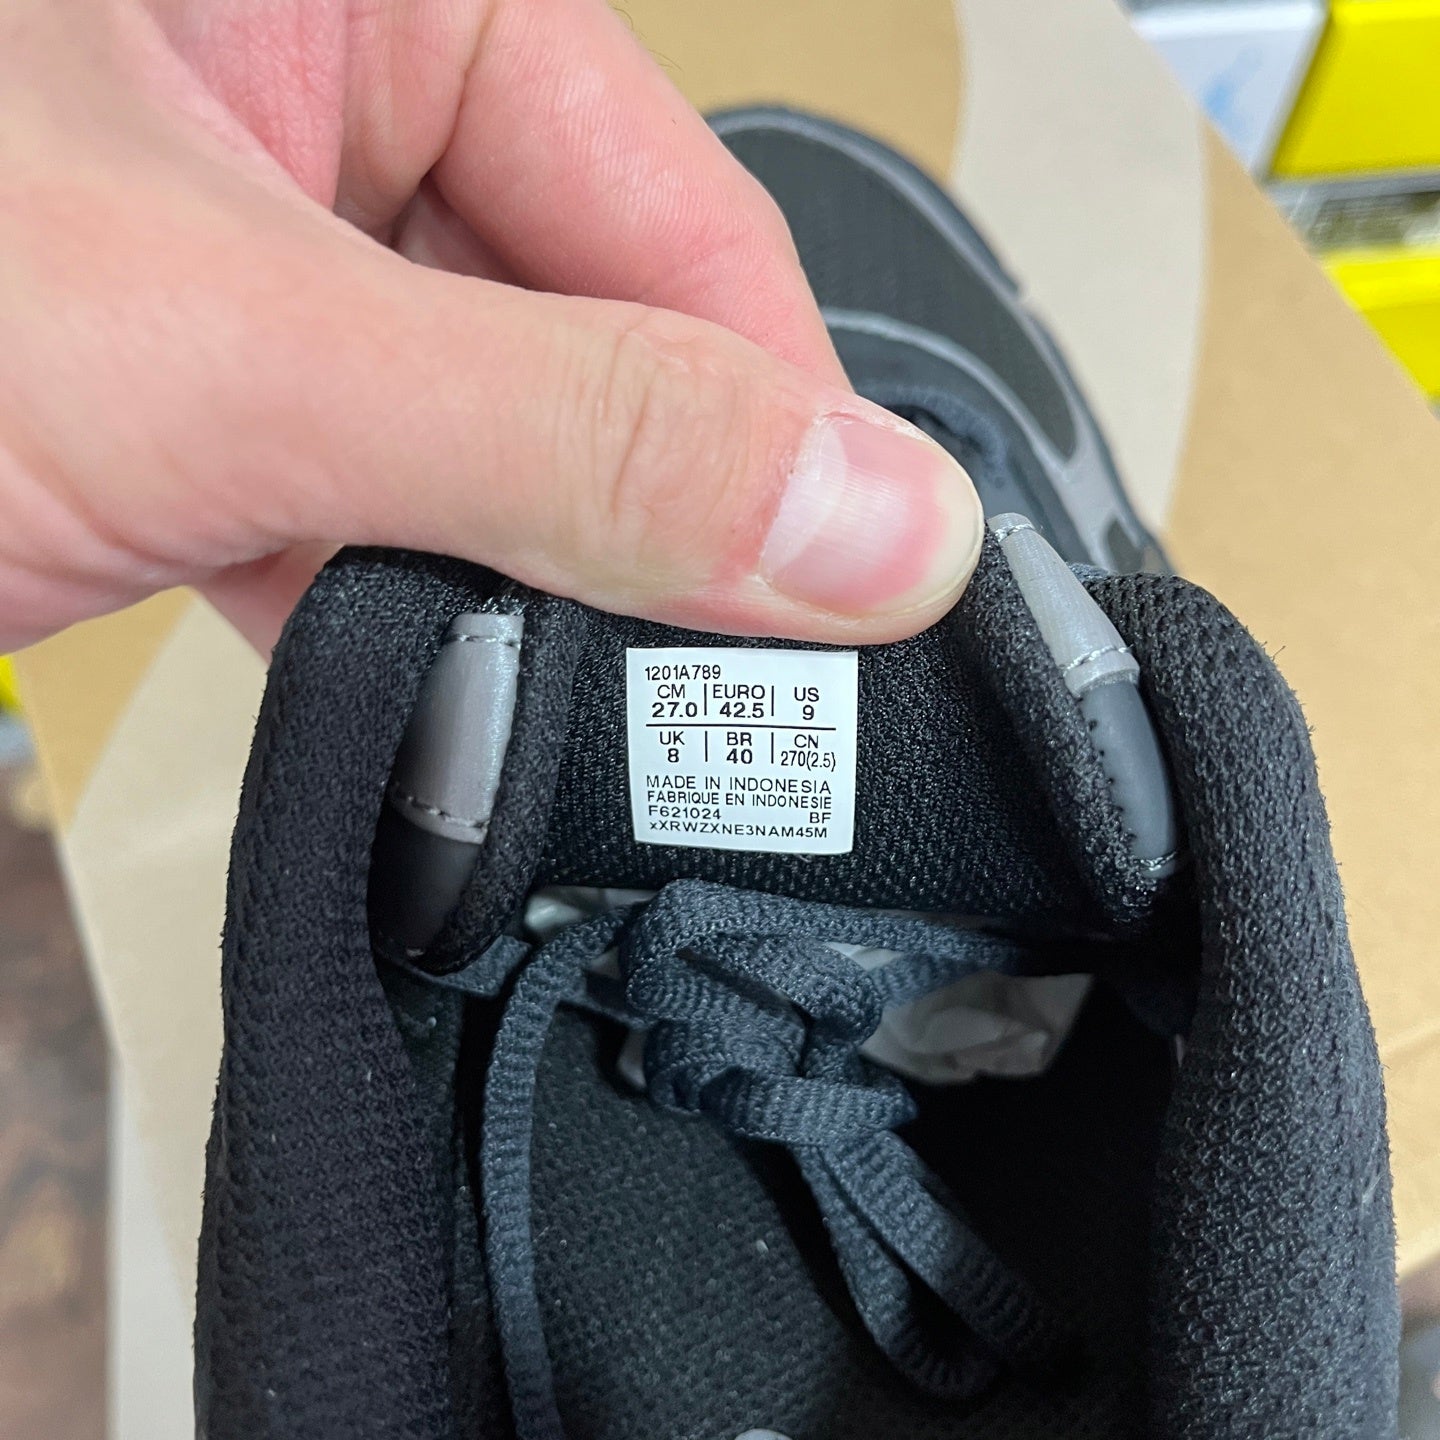 1201A789
CM | EURO | US
27.0 | 42.5 | 9
UK | BR | CN
8 | 40 | 270(2.5)
MADE IN INDONESIA
FABRIQUE EN INDONESIE
F621024 BF
xXRWZXNE3NAM45M